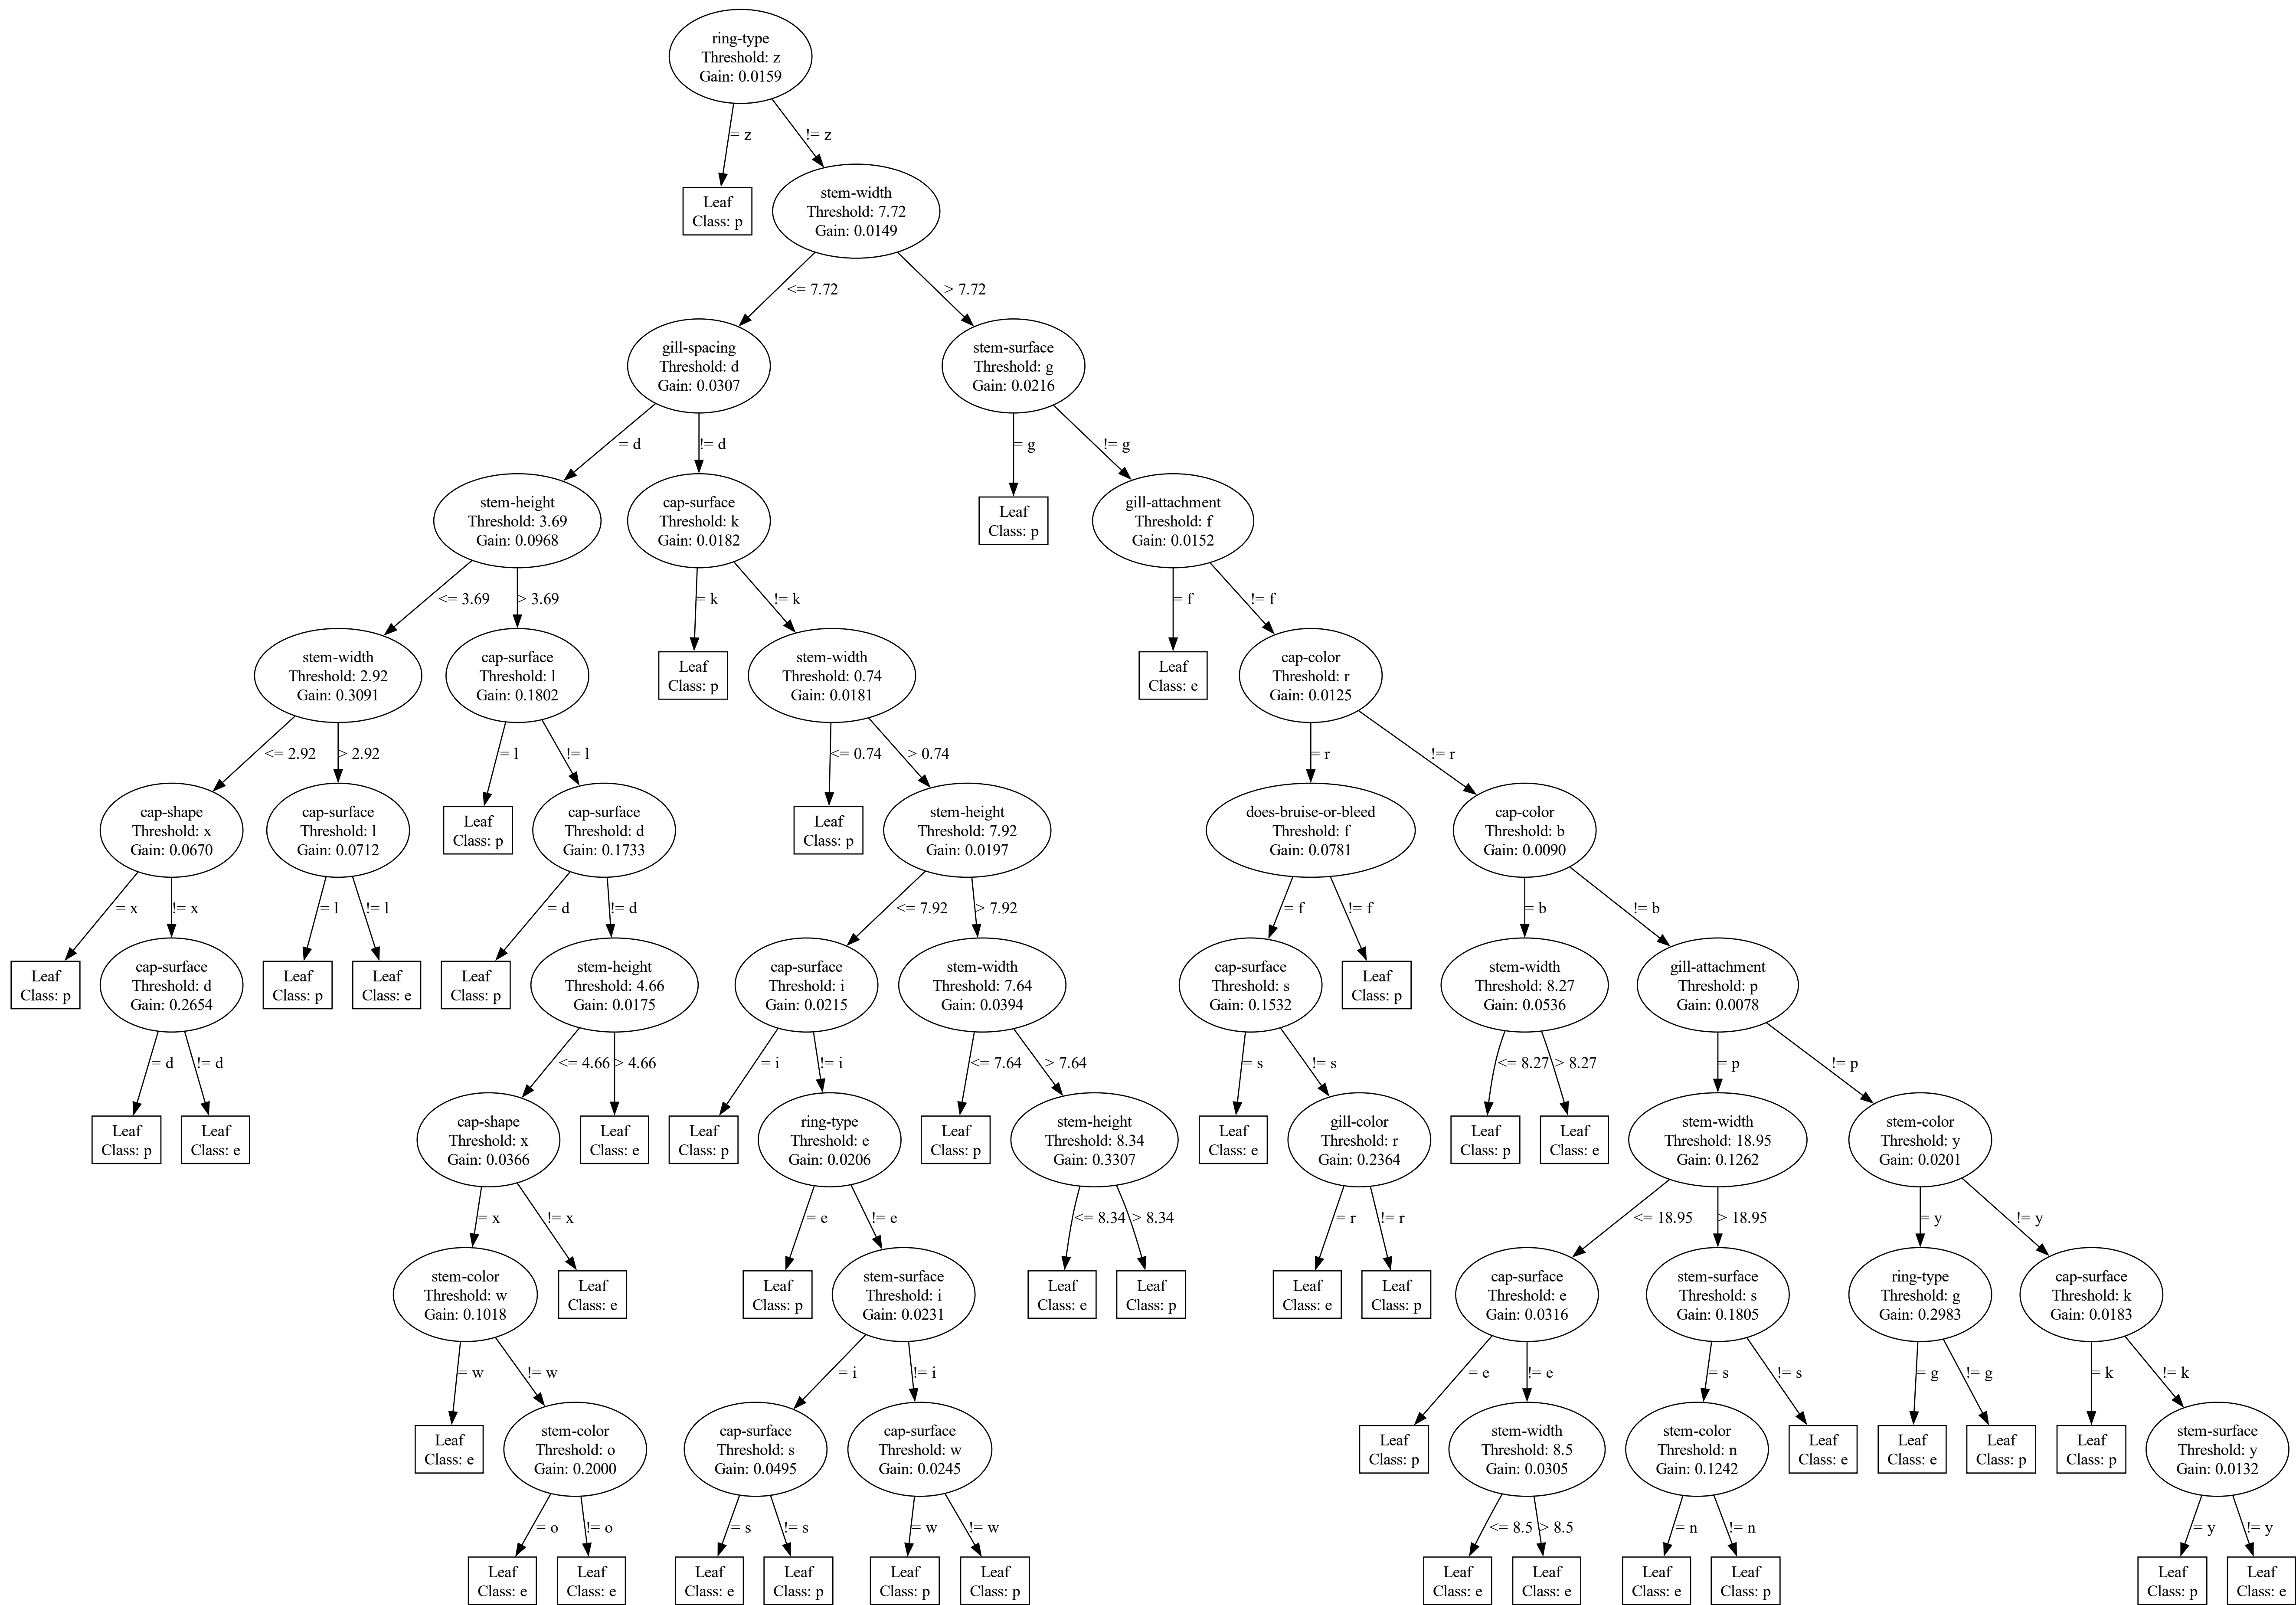 ring-type
Threshold: z
Gain: 0.0159
= z
!= z
Leaf
Class: p
stem-width
Threshold: 7.72
Gain: 0.0149
<= 7.72
> 7.72
gill-spacing
Threshold: d
Gain: 0.0307
stem-surface
Threshold: g
Gain: 0.0216
= d
!= d
= g
!= g
stem-height
Threshold: 3.69
Gain: 0.0968
cap-surface
Threshold: k
Gain: 0.0182
Leaf
Class: p
gill-attachment
Threshold: f
Gain: 0.0152
<= 3.69
> 3.69
= k
!= k
= f
!= f
stem-width
Threshold: 2.92
Gain: 0.3091
cap-surface
Threshold: l
Gain: 0.1802
Leaf
Class: p
stem-width
Threshold: 0.74
Gain: 0.0181
Leaf
Class: e
cap-color
Threshold: r
Gain: 0.0125
<= 2.92
> 2.92
= l
!= l
<= 0.74
> 0.74
= r
!= r
cap-shape
Threshold: x
Gain: 0.0670
cap-surface
Threshold: l
Gain: 0.0712
Leaf
Class: p
cap-surface
Threshold: d
Gain: 0.1733
Leaf
Class: p
stem-height
Threshold: 7.92
Gain: 0.0197
does-bruise-or-bleed
Threshold: f
Gain: 0.0781
cap-color
Threshold: b
Gain: 0.0090
= x
!= x
= l
!= l
= d
!= d
<= 7.92
> 7.92
= f
!= f
= b
!= b
Leaf
Class: p
cap-surface
Threshold: d
Gain: 0.2654
Leaf
Class: p
Leaf
Class: e
Leaf
Class: p
stem-height
Threshold: 4.66
Gain: 0.0175
cap-surface
Threshold: i
Gain: 0.0215
stem-width
Threshold: 7.64
Gain: 0.0394
cap-surface
Threshold: s
Gain: 0.1532
Leaf
Class: p
stem-width
Threshold: 8.27
Gain: 0.0536
gill-attachment
Threshold: p
Gain: 0.0078
= d
!= d
<= 4.66
> 4.66
= i
!= i
<= 7.64
> 7.64
= s
!= s
<= 8.27
> 8.27
= p
!= p
Leaf
Class: p
Leaf
Class: e
cap-shape
Threshold: x
Gain: 0.0366
Leaf
Class: e
Leaf
Class: p
ring-type
Threshold: e
Gain: 0.0206
Leaf
Class: p
stem-height
Threshold: 8.34
Gain: 0.3307
Leaf
Class: e
gill-color
Threshold: r
Gain: 0.2364
Leaf
Class: p
Leaf
Class: e
stem-width
Threshold: 18.95
Gain: 0.1262
stem-color
Threshold: y
Gain: 0.0201
= x
!= x
= e
!= e
<= 8.34
> 8.34
= r
!= r
<= 18.95
> 18.95
= y
!= y
stem-color
Threshold: w
Gain: 0.1018
Leaf
Class: e
Leaf
Class: p
stem-surface
Threshold: i
Gain: 0.0231
Leaf
Class: e
Leaf
Class: p
Leaf
Class: e
Leaf
Class: p
cap-surface
Threshold: e
Gain: 0.0316
stem-surface
Threshold: s
Gain: 0.1805
ring-type
Threshold: g
Gain: 0.2983
cap-surface
Threshold: k
Gain: 0.0183
= w
!= w
= i
!= i
= e
!= e
= s
!= s
= g
!= g
= k
!= k
Leaf
Class: e
stem-color
Threshold: o
Gain: 0.2000
cap-surface
Threshold: s
Gain: 0.0495
cap-surface
Threshold: w
Gain: 0.0245
Leaf
Class: p
stem-width
Threshold: 8.5
Gain: 0.0305
stem-color
Threshold: n
Gain: 0.1242
Leaf
Class: e
Leaf
Class: e
Leaf
Class: p
Leaf
Class: p
stem-surface
Threshold: y
Gain: 0.0132
= o
!= o
= s
!= s
= w
!= w
<= 8.5
> 8.5
= n
!= n
= y
!= y
Leaf
Class: e
Leaf
Class: e
Leaf
Class: e
Leaf
Class: p
Leaf
Class: p
Leaf
Class: p
Leaf
Class: e
Leaf
Class: e
Leaf
Class: e
Leaf
Class: p
Leaf
Class: p
Leaf
Class: e